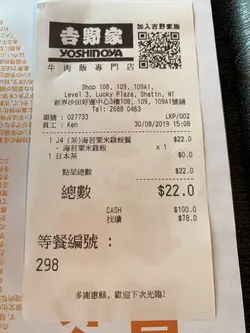 吉野家
加入吉野家族
YOSHINOYA
牛肉飯專門店
Shop 108, 109, 109A1,
Level 3, Lucky Plaza, Shatin, NT
新界沙田好運中心3樓108, 109, 109A1號舖
Tel: 2688 0463
單號 : 027733
LKP/002
員工 : Ken
30/08/2019 15:08
1 J4 (茶)海苔粟米雞飯餐 $22.0
- 海苔粟米雞飯 x 1
1 日本茶 $0.0
點菜總數 $22.0
總數 $22.0
CASH $100.0
找續 $78.0
等餐編號 :
298
多謝惠顧, 歡迎下次光臨!